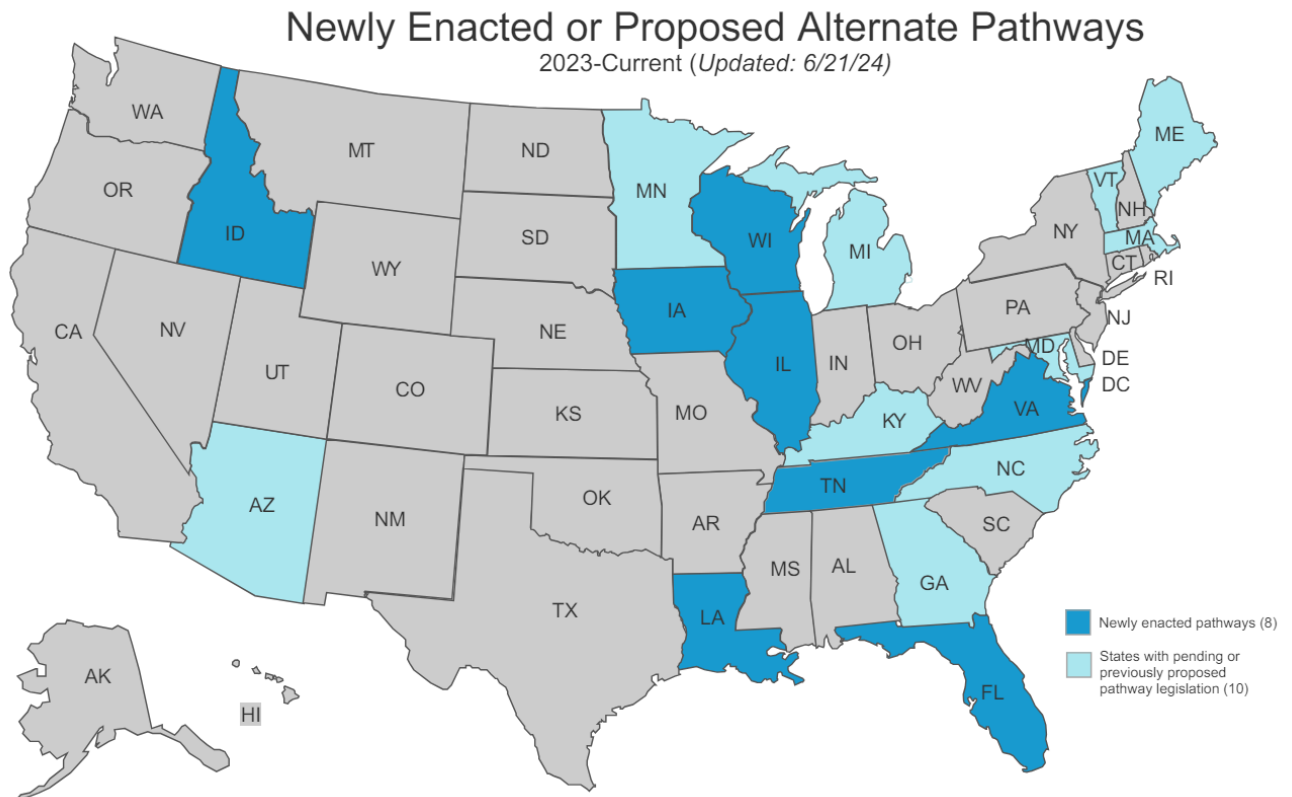 Newly Enacted or Proposed Alternate Pathways
2023-Current (Updated: 6/21/24)
WA
MT
ND
MN
ME
VT
OR
ID
SD
WI
MI
NY
NH
MA
WY
CT
RI
CA
NV
NE
IA
PA
NJ
UT
CO
IL
IN
OH
MD
DE
DC
WV
KS
MO
KY
VA
AZ
NM
OK
AR
TN
NC
SC
TX
LA
MS
AL
GA
Newly enacted pathways (8)
States with pending or
previously proposed
pathway legislation (10)
AK
HI
FL